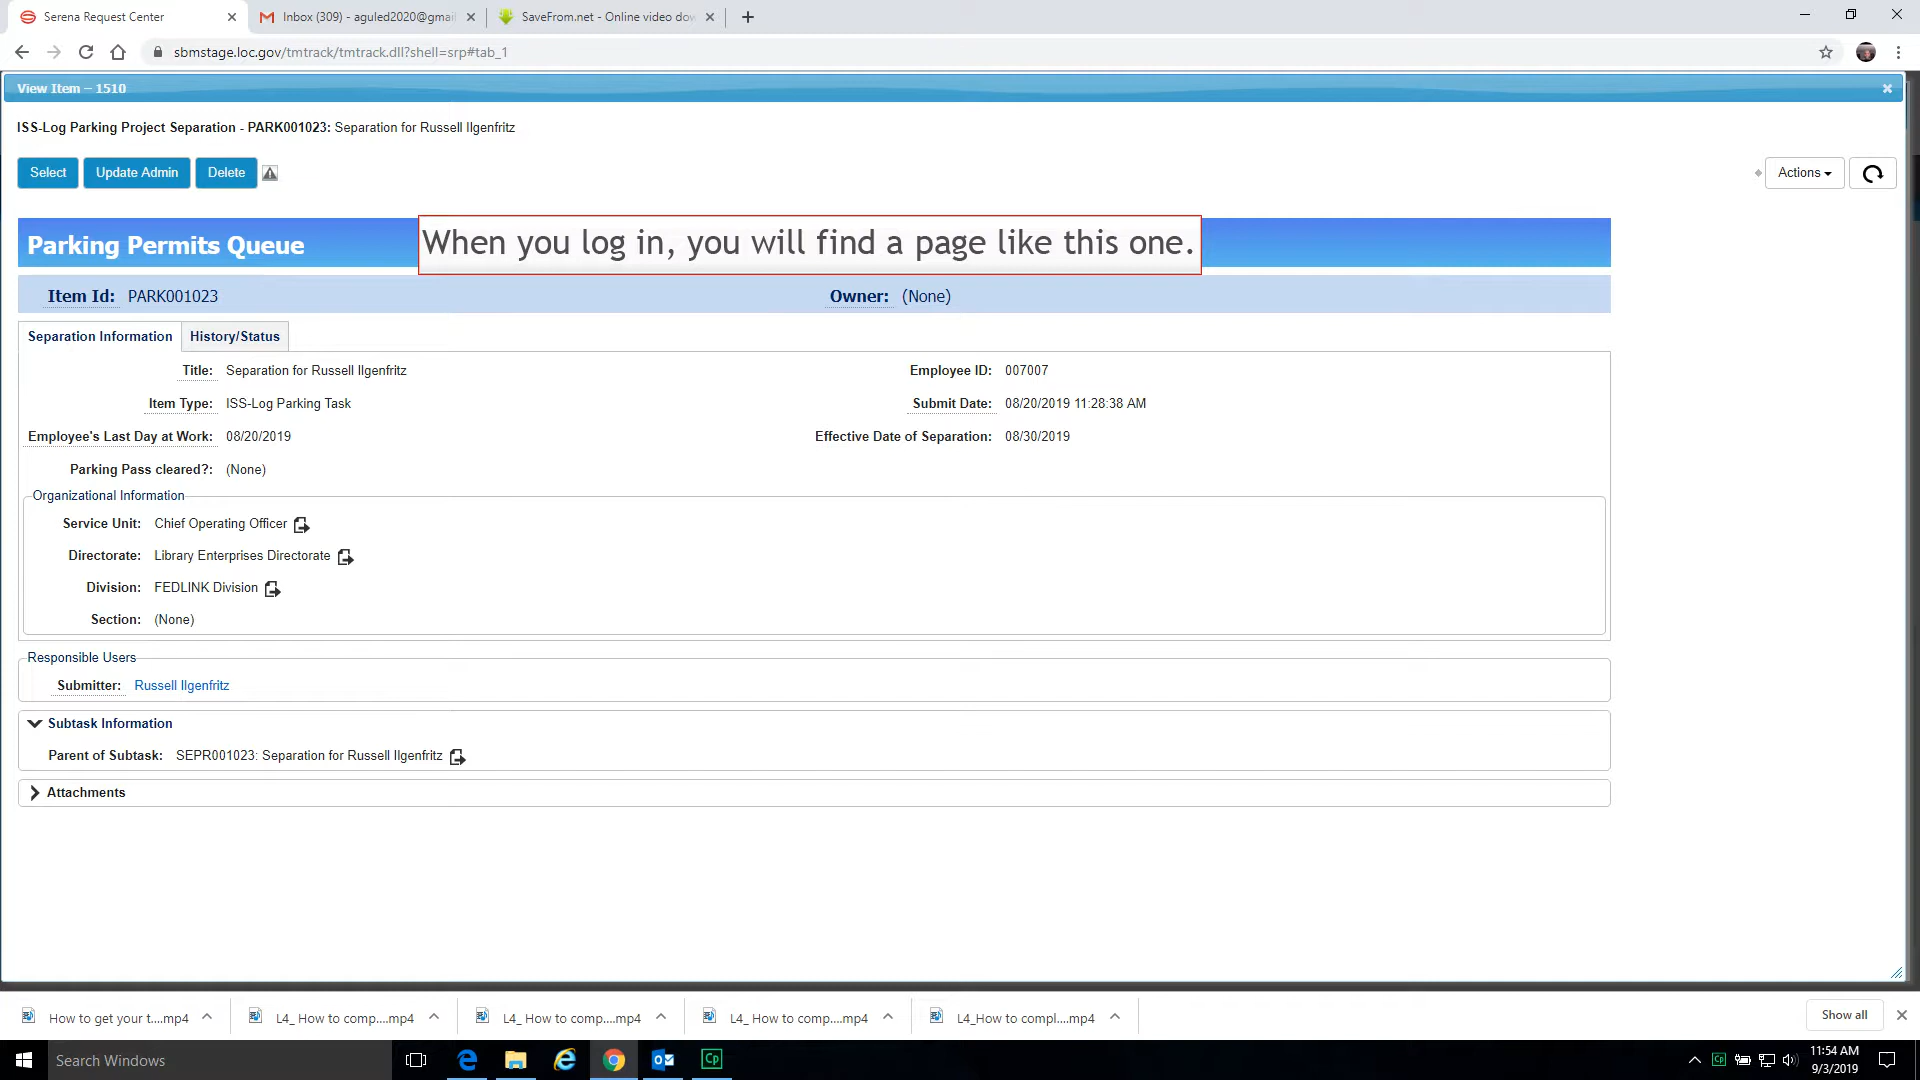 Serena Request Center
Inbox (309) - aguled2020@gmai
SaveFrom.net - Online video dow
sbmstage.loc.gov/tmtrack/tmtrack.dll?shell=srp#tab_1
View Item – 1510
ISS-Log Parking Project Separation - PARK001023: Separation for Russell Ilgenfritz
Select Update Admin Delete Actions
Parking Permits Queue
When you log in, you will find a page like this one.
Item Id: PARK001023 Owner: (None)
Separation Information History/Status
Title: Separation for Russell Ilgenfritz Employee ID: 007007
Item Type: ISS-Log Parking Task Submit Date: 08/20/2019 11:28:38 AM
Employee's Last Day at Work: 08/20/2019 Effective Date of Separation: 08/30/2019
Parking Pass cleared?: (None)
Organizational Information
Service Unit: Chief Operating Officer
Directorate: Library Enterprises Directorate
Division: FEDLINK Division
Section: (None)
Responsible Users
Submitter: Russell Ilgenfritz
Subtask Information
Parent of Subtask: SEPR001023: Separation for Russell Ilgenfritz
Attachments
How to get your t....mp4 L4_ How to comp....mp4 L4_ How to comp....mp4 L4_ How to comp....mp4 L4_How to compl....mp4 Show all
Search Windows
Cp
Cp
11:54 AM
9/3/2019